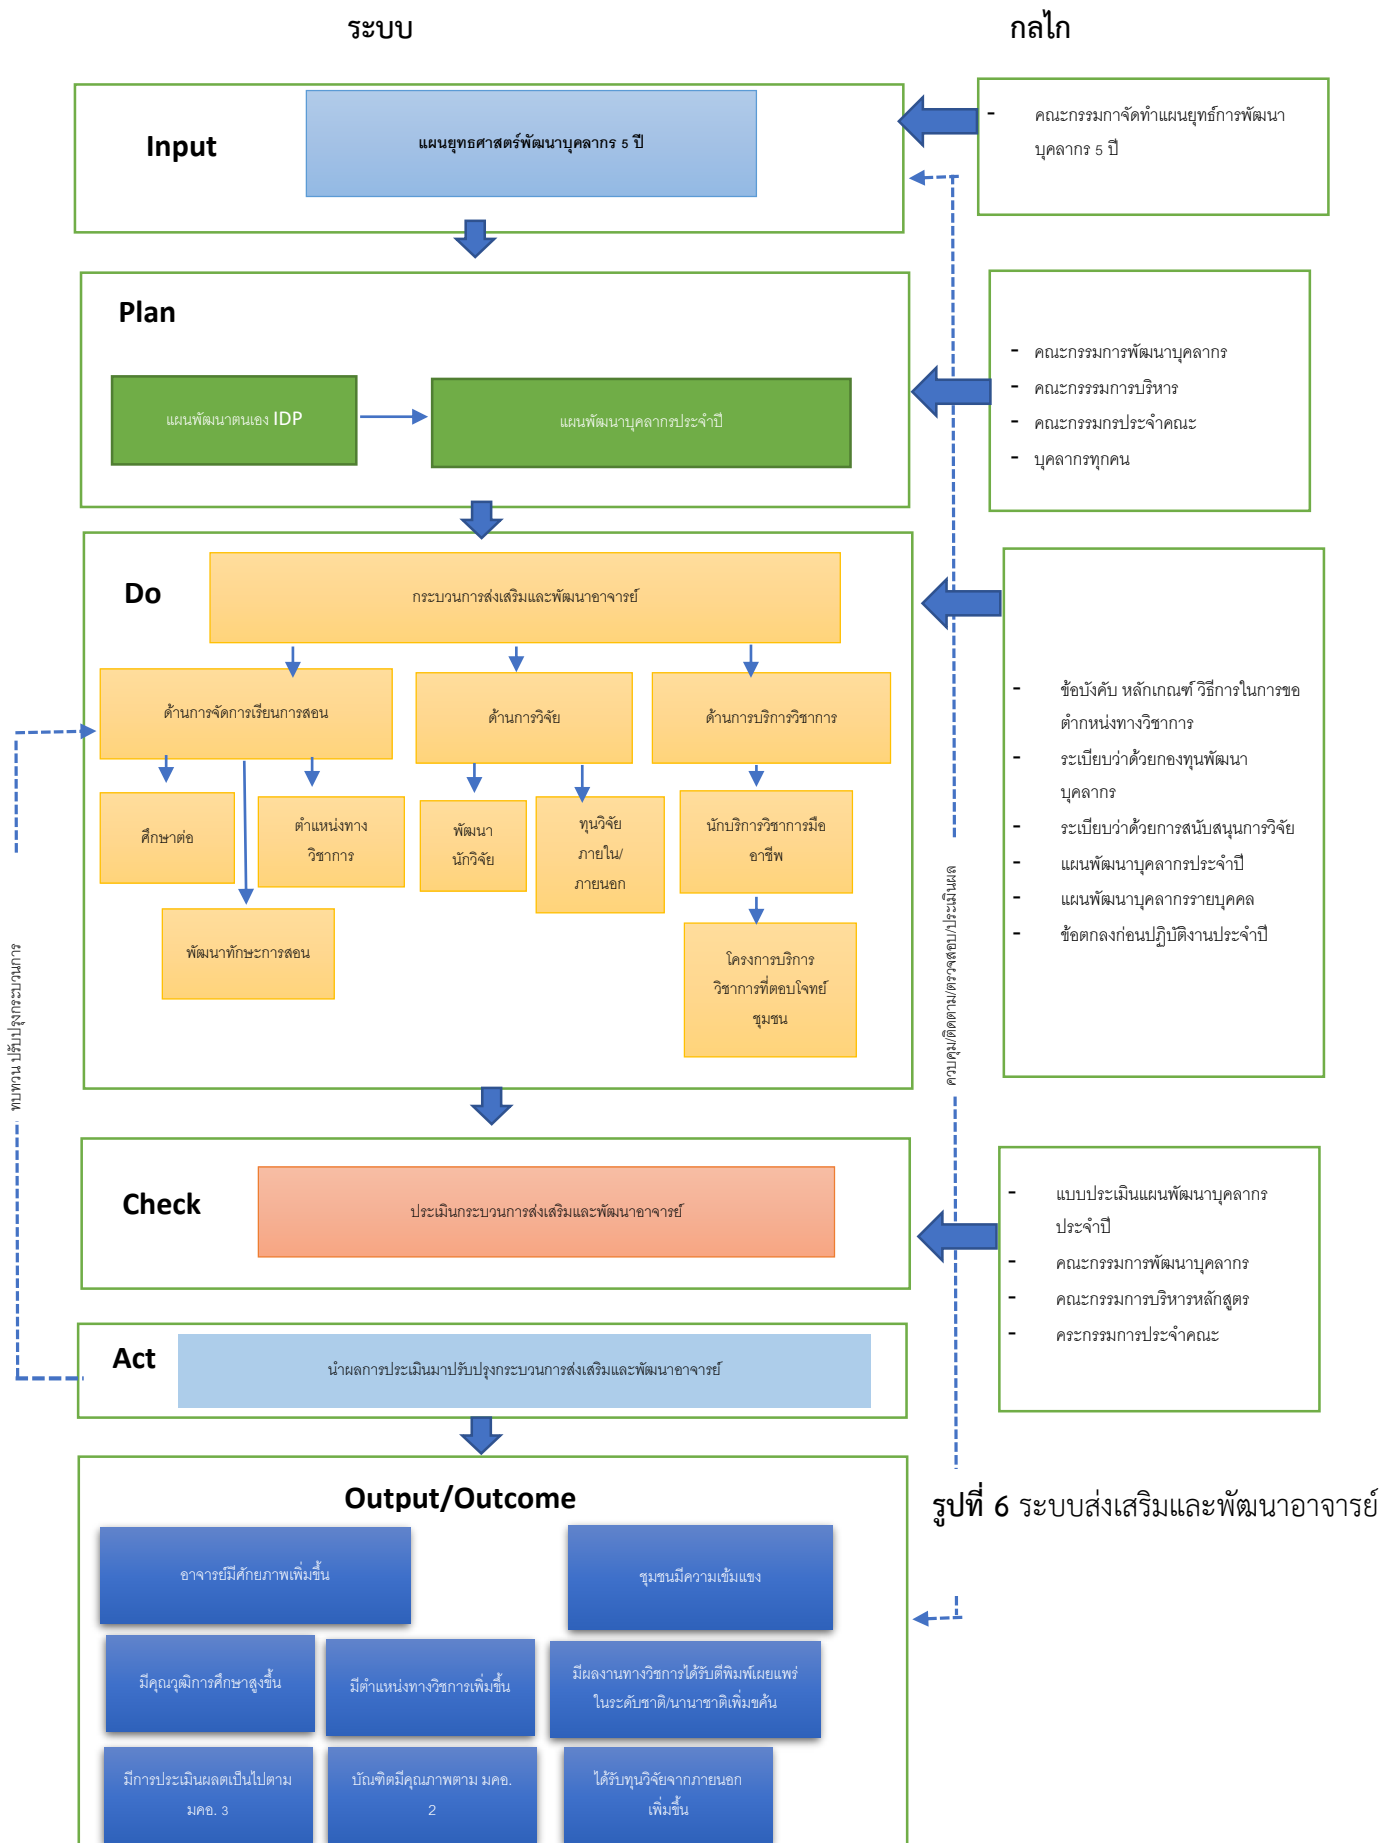 ระบบ
กลไก
Input
แผนยุทธศาสตร์พัฒนาบุคลากร 5 ปี
- คณะกรรมกาจัดทำแผนยุทธ์การพัฒนา
บุคลากร 5 ปี
Plan
แผนพัฒนาตนเอง IDP
แผนพัฒนาบุคลากรประจำปี
- คณะกรรมการพัฒนาบุคลากร
- คณะกรรรมการบริหาร
- คณะกรรมกรประจำคณะ
- บุคลากรทุกคน
Do
กระบวนการส่งเสริมและพัฒนาอาจารย์
ด้านการจัดการเรียนการสอน
ด้านการวิจัย
ด้านการบริการวิชาการ
ศึกษาต่อ
ตำแหน่งทาง
วิชาการ
พัฒนา
นักวิจัย
ทุนวิจัย
ภายใน/
ภายนอก
นักบริการวิชาการมือ
อาชีพ
พัฒนาทักษะการสอน
โครงการบริการ
วิชาการที่ตอบโจทย์
ชุมชน
- ข้อบังคับ หลักเกณฑ์ วิธีการในการขอ
ตำกหน่งทางวิชาการ
- ระเบียบว่าด้วยกองทุนพัฒนา
บุคลากร
- ระเบียบว่าด้วยการสนับสนุนการวิจัย
- แผนพัฒนาบุคลากรประจำปี
- แผนพัฒนาบุคลากรรายบุคคล
- ข้อตกลงก่อนปฏิบัติงานประจำปี
ทบทวน ปรับปรุงกระบวนการ
ควบคุม/ติดตาม/ตรวจสอบ/ประเมินผล
Check
ประเมินกระบวนการส่งเสริมและพัฒนาอาจารย์
- แบบประเมินแผนพัฒนาบุคลากร
ประจำปี
- คณะกรรมการพัฒนาบุคลากร
- คณะกรรมการบริหารหลักสูตร
- คระกรรมการประจำคณะ
Act
นำผลการประเมินมาปรับปรุงกระบวนการส่งเสริมและพัฒนาอาจารย์
Output/Outcome
รูปที่ 6 ระบบส่งเสริมและพัฒนาอาจารย์
อาจารย์มีศักยภาพเพิ่มขึ้น
ชุมชนมีความเข้มแขง
มีคุณวุฒิการศึกษาสูงขึ้น
มีตำแหน่งทางวิชการเพิ่มขึ้น
มีผลงานทางวิชการได้รับตีพิมพ์เผยแพร่
ในระดับชาติ/นานาชาติเพิ่มขค้น
มีการประเมินผลตเป็นไปตาม
มคอ. 3
บัณฑิตมีคุณภาพตาม มคอ.
2
ได้รับทุนวิจัยจากภายนอก
เพิ่มขึ้น